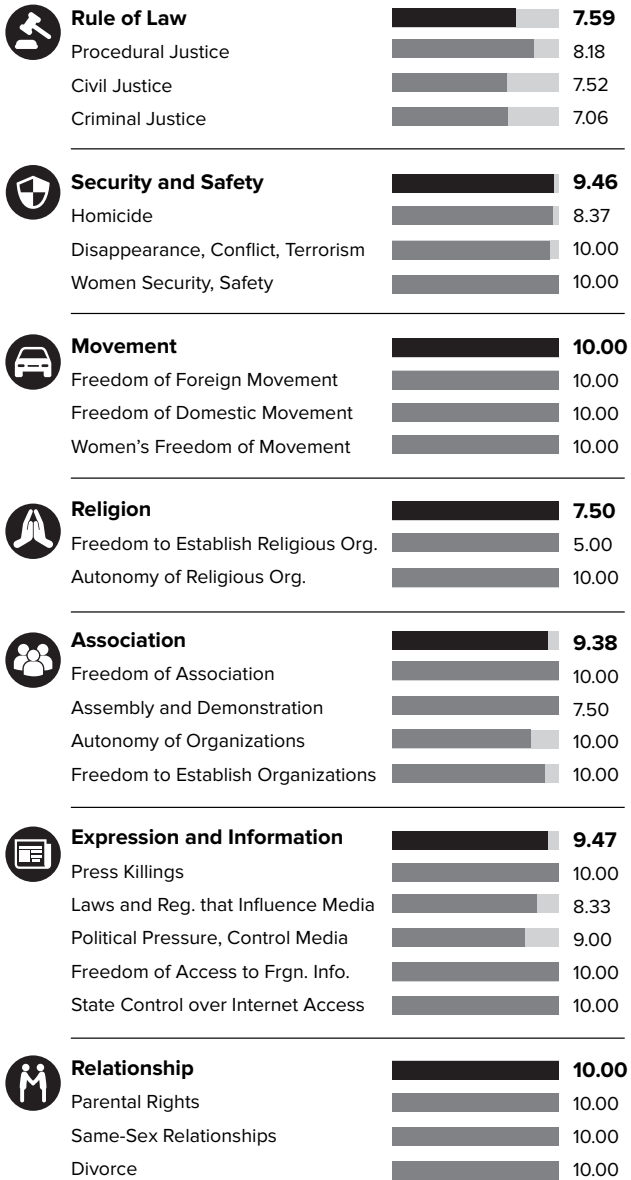 Rule of Law 7.59
Procedural Justice 8.18
Civil Justice 7.52
Criminal Justice 7.06
Security and Safety 9.46
Homicide 8.37
Disappearance, Conflict, Terrorism 10.00
Women Security, Safety 10.00
Movement 10.00
Freedom of Foreign Movement 10.00
Freedom of Domestic Movement 10.00
Women’s Freedom of Movement 10.00
Religion 7.50
Freedom to Establish Religious Org. 5.00
Autonomy of Religious Org. 10.00
Association 9.38
Freedom of Association 10.00
Assembly and Demonstration 7.50
Autonomy of Organizations 10.00
Freedom to Establish Organizations 10.00
Expression and Information 9.47
Press Killings 10.00
Laws and Reg. that Influence Media 8.33
Political Pressure, Control Media 9.00
Freedom of Access to Frgn. Info. 10.00
State Control over Internet Access 10.00
Relationship 10.00
Parental Rights 10.00
Same-Sex Relationships 10.00
Divorce 10.00